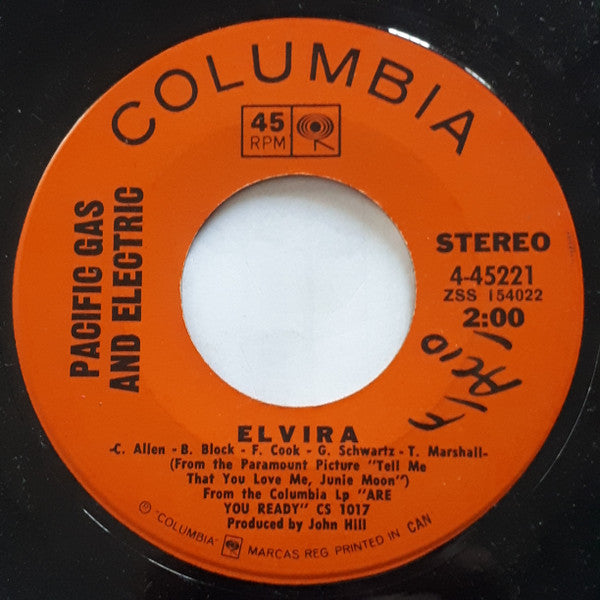 COLUMBIA
45
RPM
PACIFIC GAS
AND ELECTRIC
STEREO
4-45221
ZSS 154022
2:00
ACID
ELVIRA
-C. Allen - B. Block - F. Cook - G. Schwartz - T. Marshall-
(From the Paramount Picture "Tell Me
That You Love Me, Junie Moon")
From the Columbia Lp "ARE
YOU READY" CS 1017
Produced by John Hill
© "COLUMBIA" MARCAS REG. PRINTED IN CAN